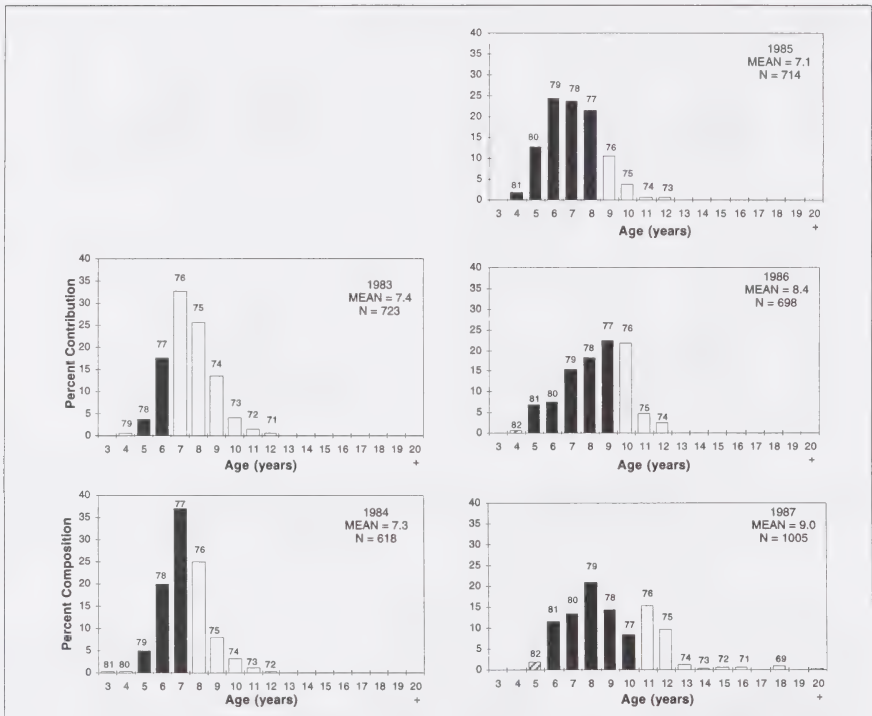 Percent Contribution
40
35
30
25
20
15
10
5
0
1983
MEAN = 7.4
N = 723
79 78 77 76 75 74 73 72 71
3 4 5 6 7 8 9 10 11 12 13 14 15 16 17 18 19 20
+
Age (years)
Percent Composition
40
35
30
25
20
15
10
5
0
1984
MEAN = 7.3
N = 618
81 80 79 78 77 76 75 74 73 72
3 4 5 6 7 8 9 10 11 12 13 14 15 16 17 18 19 20
+
Age (years)
40
35
30
25
20
15
10
5
0
1985
MEAN = 7.1
N = 714
81 80 79 78 77 76 75 74 73
3 4 5 6 7 8 9 10 11 12 13 14 15 16 17 18 19 20
+
Age (years)
40
35
30
25
20
15
10
5
0
1986
MEAN = 8.4
N = 698
82 81 80 79 78 77 76 75 74
3 4 5 6 7 8 9 10 11 12 13 14 15 16 17 18 19 20
+
Age (years)
40
35
30
25
20
15
10
5
0
1987
MEAN = 9.0
N = 1005
82 81 80 79 78 77 76 75 74 73 72 71 69
3 4 5 6 7 8 9 10 11 12 13 14 15 16 17 18 19 20
+
Age (years)